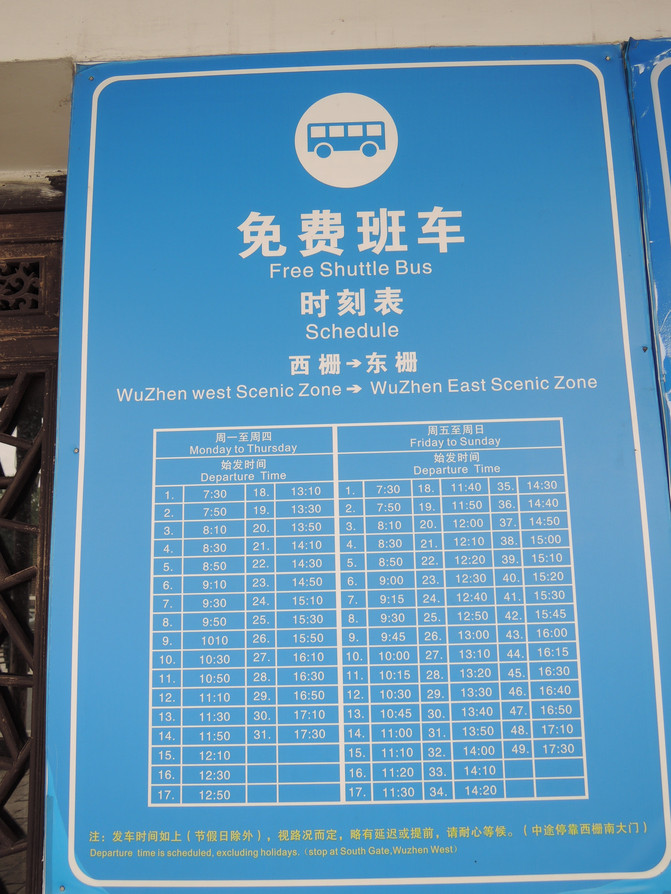 免费班车
Free Shuttle Bus
时刻表
Schedule
西栅➔东栅
WuZhen west Scenic Zone ➔ WuZhen East Scenic Zone
周一至周四 周五至周日
Monday to Thursday Friday to Sunday
始发时间 始发时间
Departure Time Departure Time
1. 7:30 18. 13:10 1. 7:30 18. 11:40 35. 14:30
2. 7:50 19. 13:30 2. 7:50 19. 11:50 36. 14:40
3. 8:10 20. 13:50 3. 8:10 20. 12:00 37. 14:50
4. 8:30 21. 14:10 4. 8:30 21. 12:10 38. 15:00
5. 8:50 22. 14:30 5. 8:50 22. 12:20 39. 15:10
6. 9:10 23. 14:50 6. 9:00 23. 12:30 40. 15:20
7. 9:30 24. 15:10 7. 9:15 24. 12:40 41. 15:30
8. 9:50 25. 15:30 8. 9:30 25. 12:50 42. 15:45
9. 1010 26. 15:50 9. 9:45 26. 13:00 43. 16:00
10. 10:30 27. 16:10 10. 10:00 27. 13:10 44. 16:15
11. 10:50 28. 16:30 11. 10:15 28. 13:20 45. 16:30
12. 11:10 29. 16:50 12. 10:30 29. 13:30 46. 16:40
13. 11:30 30. 17:10 13. 10:45 30. 13:40 47. 16:50
14. 11:50 31. 17:30 14. 11:00 31. 13:50 48. 17:10
15. 12:10 15. 11:10 32. 14:00 49. 17:30
16. 12:30 16. 11:20 33. 14:10
17. 12:50 17. 11:30 34. 14:20
注：发车时间如上（节假日除外），视路况而定，略有延迟或提前，请耐心等候。（中途停靠西栅南大门）
Departure time is scheduled, excluding holidays.（stop at South Gate,Wuzhen West）